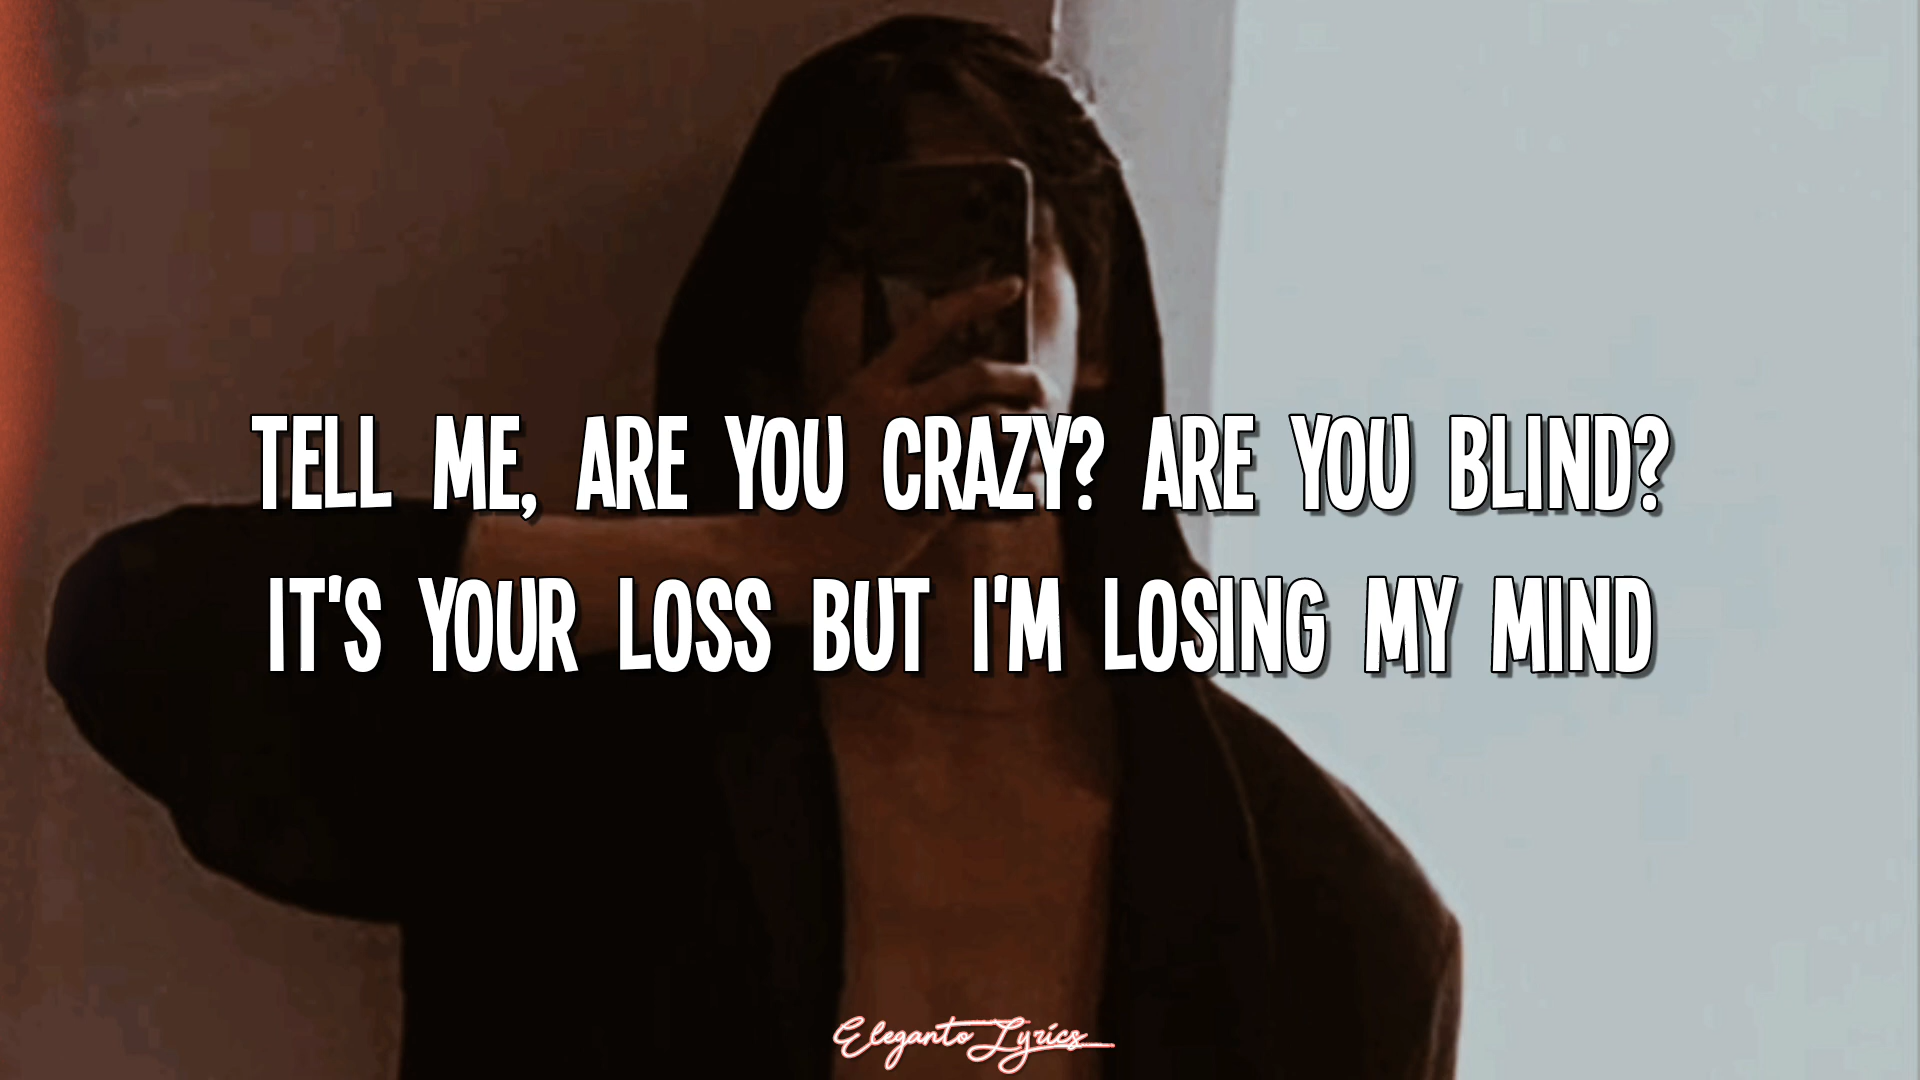 TELL ME, ARE YOU CRAZY? ARE YOU BLIND?
IT'S YOUR LOSS BUT I'M LOSING MY MIND
Eleganto Lyrics